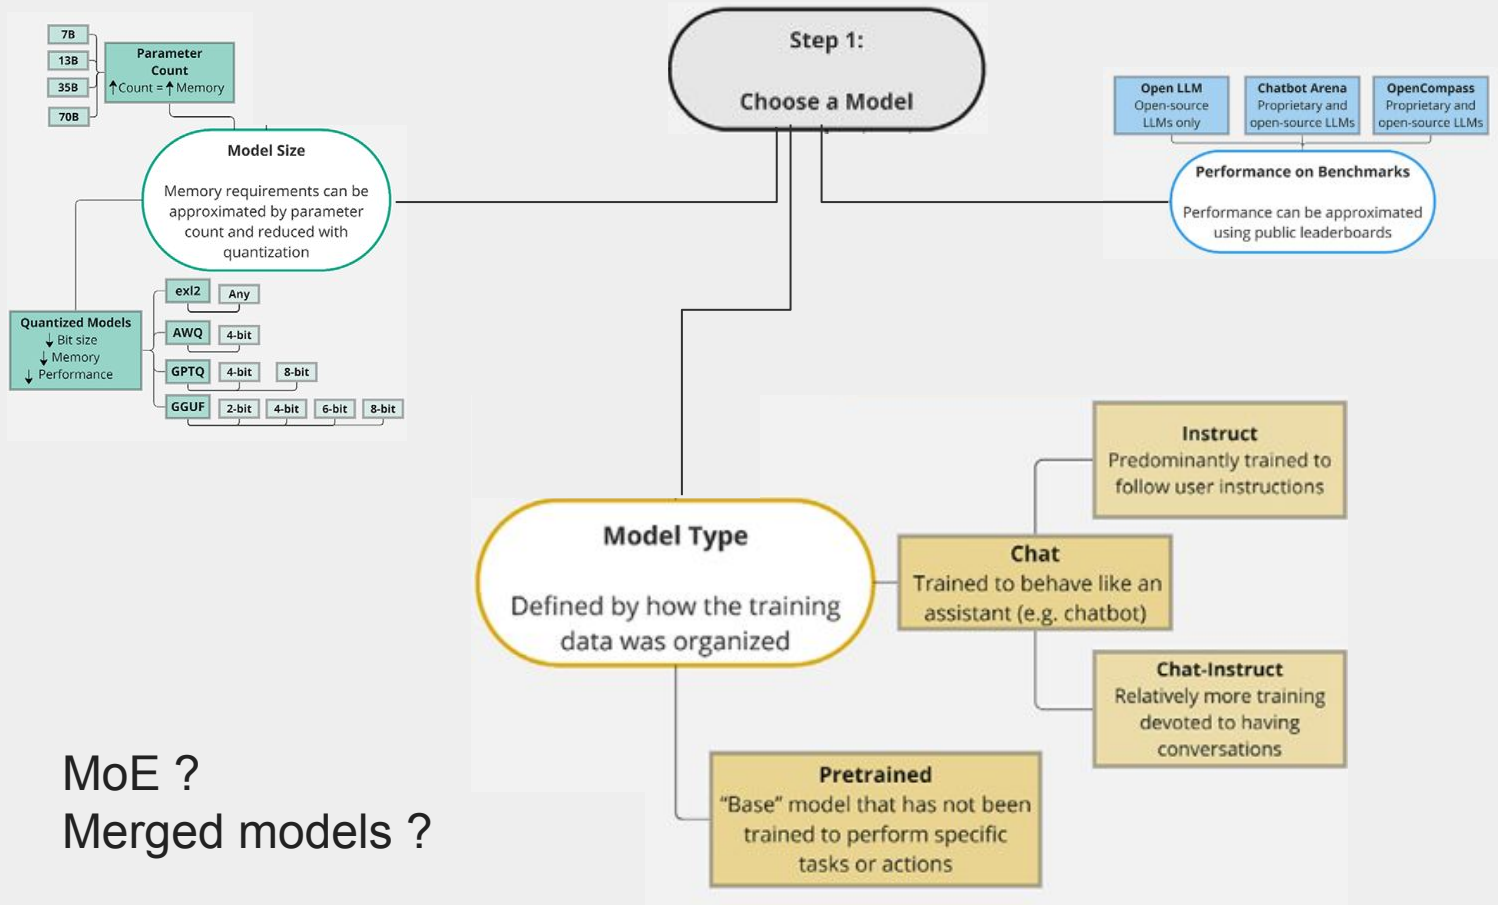 Step 1:
Choose a Model
7B
13B
35B
70B
Parameter
Count
↑Count = ↑Memory
Model Size
Memory requirements can be
approximated by parameter
count and reduced with
quantization
Quantized Models
↓ Bit size
↓ Memory
↓ Performance
exl2 Any
AWQ 4-bit
GPTQ 4-bit 8-bit
GGUF 2-bit 4-bit 6-bit 8-bit
Open LLM
Open-source
LLMs only
Chatbot Arena
Proprietary and
open-source LLMs
OpenCompass
Proprietary and
open-source LLMs
Performance on Benchmarks
Performance can be approximated
using public leaderboards
Model Type
Defined by how the training
data was organized
Instruct
Predominantly trained to
follow user instructions
Chat
Trained to behave like an
assistant (e.g. chatbot)
Chat-Instruct
Relatively more training
devoted to having
conversations
Pretrained
“Base” model that has not been
trained to perform specific
tasks or actions
MoE ?
Merged models ?